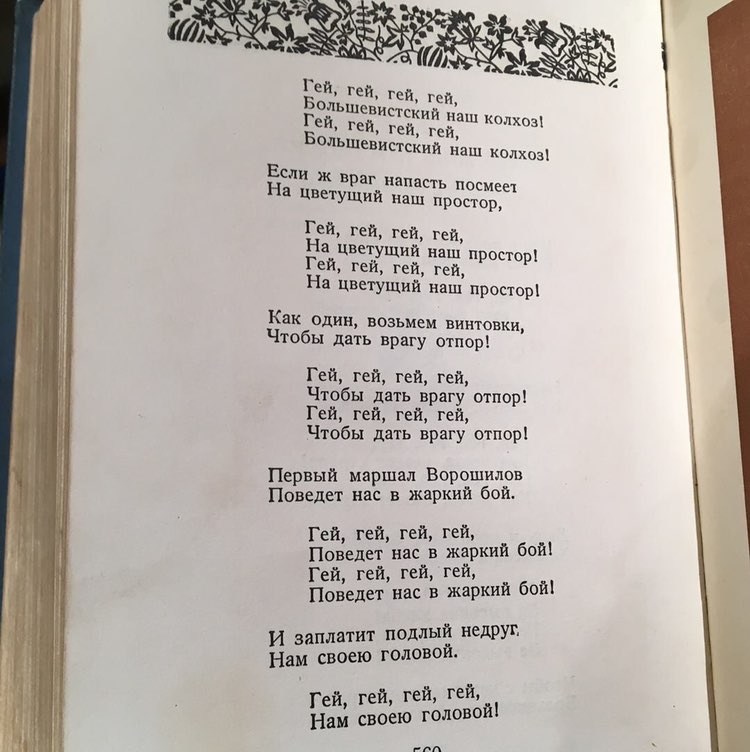 Гей, гей, гей, гей,
Большевистский наш колхоз!
Гей, гей, гей, гей,
Большевистский наш колхоз!
Если ж враг напасть посмеет
На цветущий наш простор,
Гей, гей, гей, гей,
На цветущий наш простор!
Гей, гей, гей, гей,
На цветущий наш простор!
Как один, возьмем винтовки,
Чтобы дать врагу отпор!
Гей, гей, гей, гей,
Чтобы дать врагу отпор!
Гей, гей, гей, гей,
Чтобы дать врагу отпор!
Первый маршал Ворошилов
Поведет нас в жаркий бой.
Гей, гей, гей, гей,
Поведет нас в жаркий бой!
Гей, гей, гей, гей,
Поведет нас в жаркий бой!
И заплатит подлый недруг,
Нам своею головой.
Гей, гей, гей, гей,
Нам своею головой!